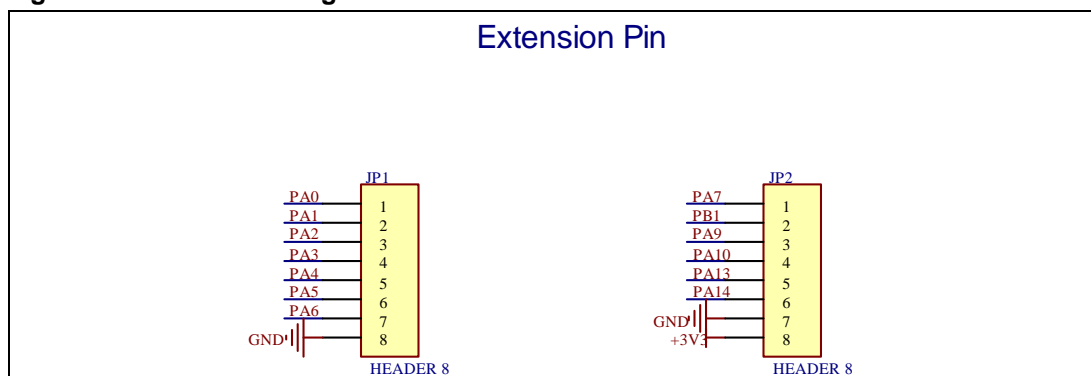 Extension Pin
JP1
PA0 1
PA1 2
PA2 3
PA3 4
PA4 5
PA5 6
PA6 7
GND 8
HEADER 8
JP2
PA7 1
PB1 2
PA9 3
PA10 4
PA13 5
PA14 6
GND 7
+3V3 8
HEADER 8